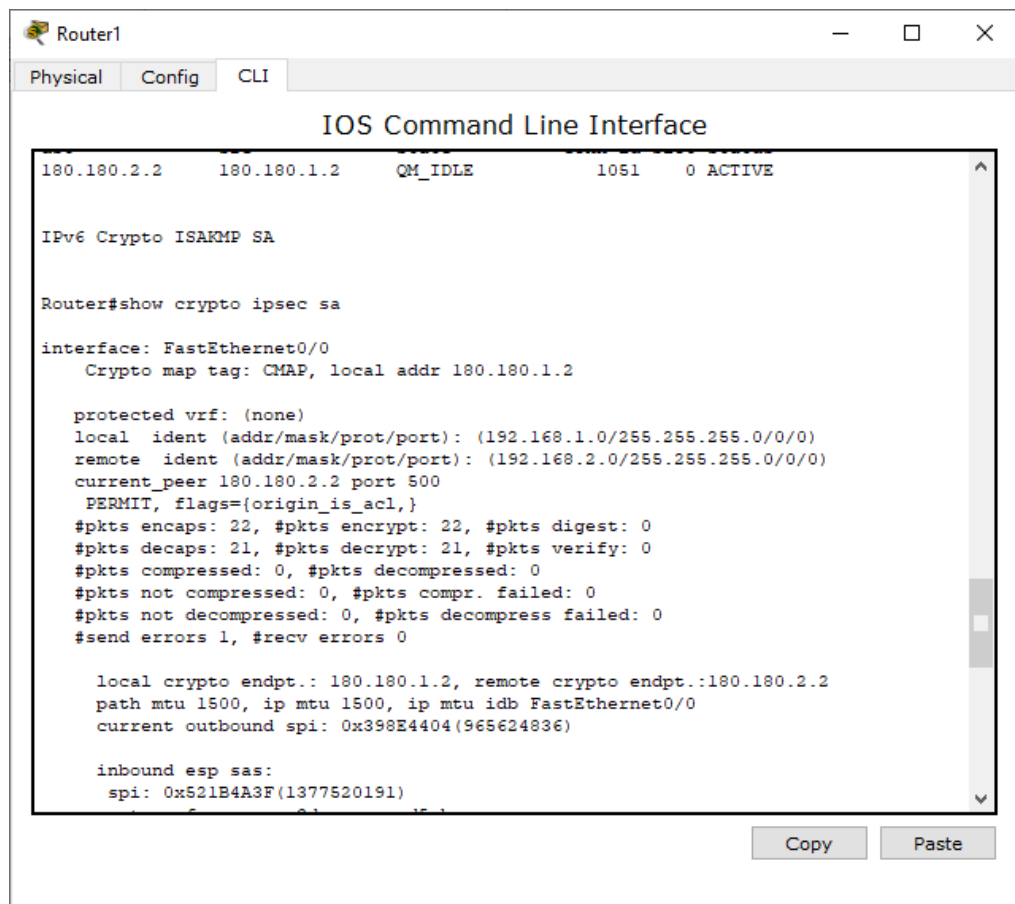 Router1
Physical Config CLI
IOS Command Line Interface
180.180.2.2 180.180.1.2 QM_IDLE 1051 0 ACTIVE
IPv6 Crypto ISAKMP SA
Router#show crypto ipsec sa
interface: FastEthernet0/0
Crypto map tag: CMAP, local addr 180.180.1.2
protected vrf: (none)
local ident (addr/mask/prot/port): (192.168.1.0/255.255.255.0/0/0)
remote ident (addr/mask/prot/port): (192.168.2.0/255.255.255.0/0/0)
current_peer 180.180.2.2 port 500
PERMIT, flags={origin_is_acl,}
#pkts encaps: 22, #pkts encrypt: 22, #pkts digest: 0
#pkts decaps: 21, #pkts decrypt: 21, #pkts verify: 0
#pkts compressed: 0, #pkts decompressed: 0
#pkts not compressed: 0, #pkts compr. failed: 0
#pkts not decompressed: 0, #pkts decompress failed: 0
#send errors 1, #recv errors 0
local crypto endpt.: 180.180.1.2, remote crypto endpt.:180.180.2.2
path mtu 1500, ip mtu 1500, ip mtu idb FastEthernet0/0
current outbound spi: 0x398E4404(965624836)
inbound esp sas:
spi: 0x521B4A3F(1377520191)
Copy Paste